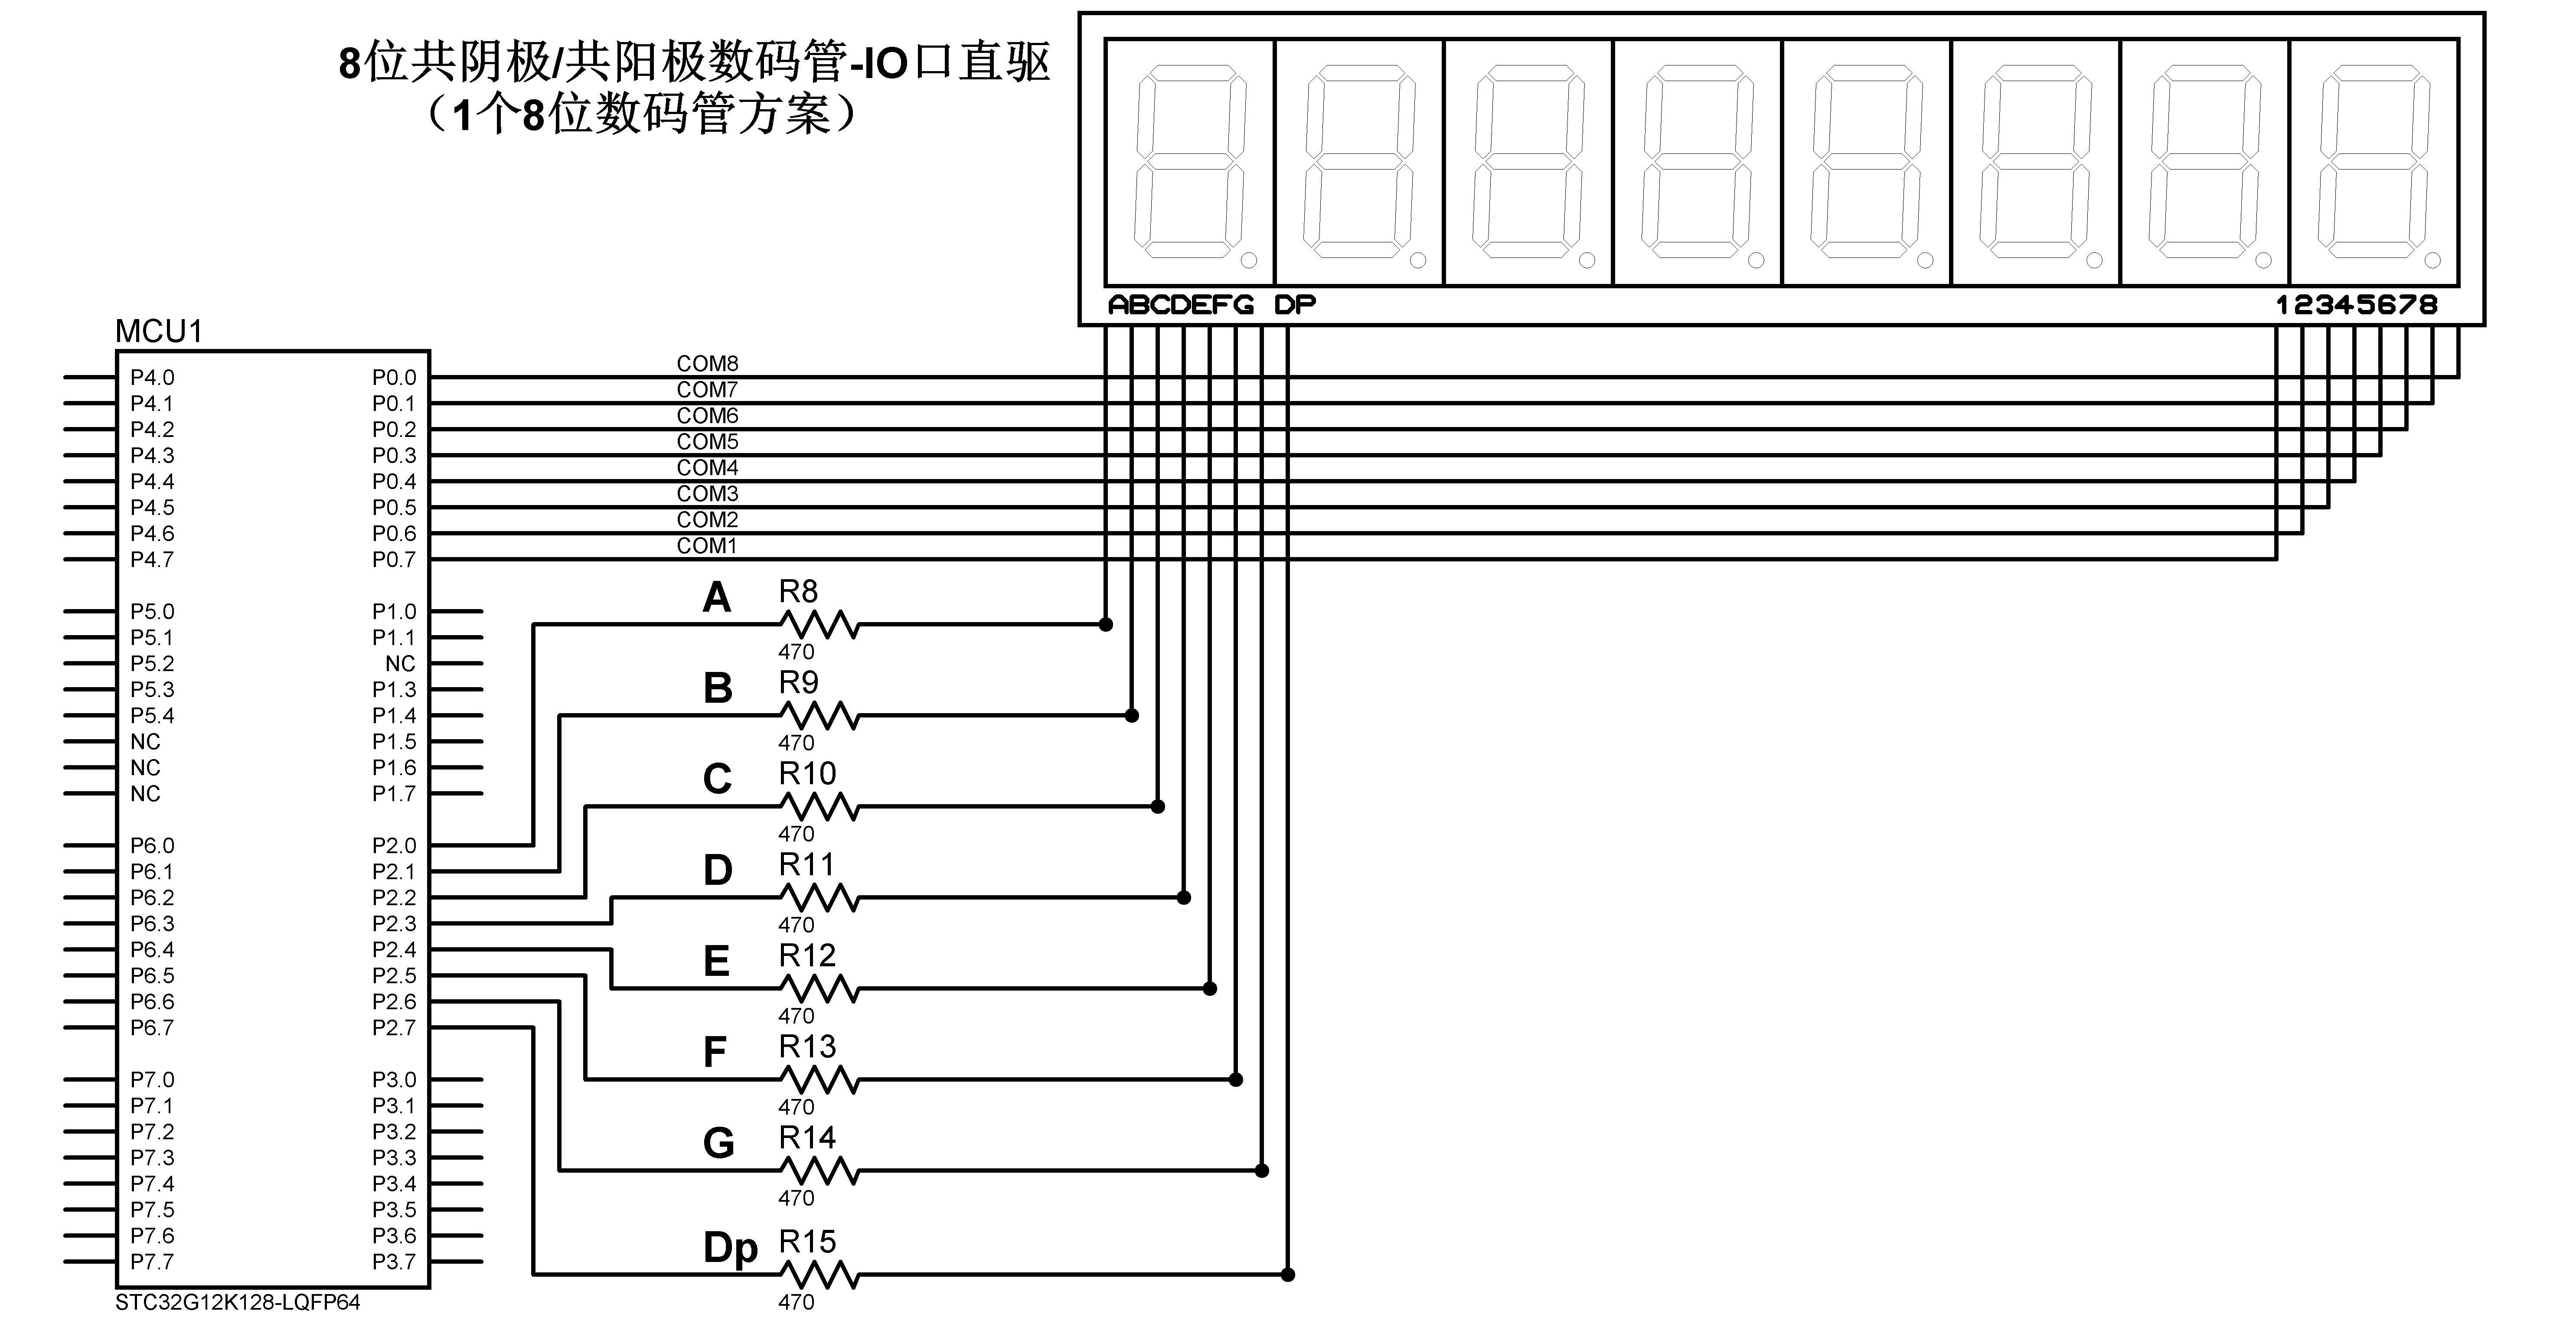 8位共阴极/共阳极数码管-IO口直驱
（1个8位数码管方案）
ABCDEFG DP
12345678
MCU1
P4.0 P0.0 COM8
P4.1 P0.1 COM7
P4.2 P0.2 COM6
P4.3 P0.3 COM5
P4.4 P0.4 COM4
P4.5 P0.5 COM3
P4.6 P0.6 COM2
P4.7 P0.7 COM1
P5.0 P1.0
P5.1 P1.1
P5.2 NC
P5.3 P1.3
P5.4 P1.4
NC P1.5
NC P1.6
NC P1.7
P6.0 P2.0
P6.1 P2.1
P6.2 P2.2
P6.3 P2.3
P6.4 P2.4
P6.5 P2.5
P6.6 P2.6
P6.7 P2.7
P7.0 P3.0
P7.1 P3.1
P7.2 P3.2
P7.3 P3.3
P7.4 P3.4
P7.5 P3.5
P7.6 P3.6
P7.7 P3.7
STC32G12K128-LQFP64
A R8
470
B R9
470
C R10
470
D R11
470
E R12
470
F R13
470
G R14
470
Dp R15
470